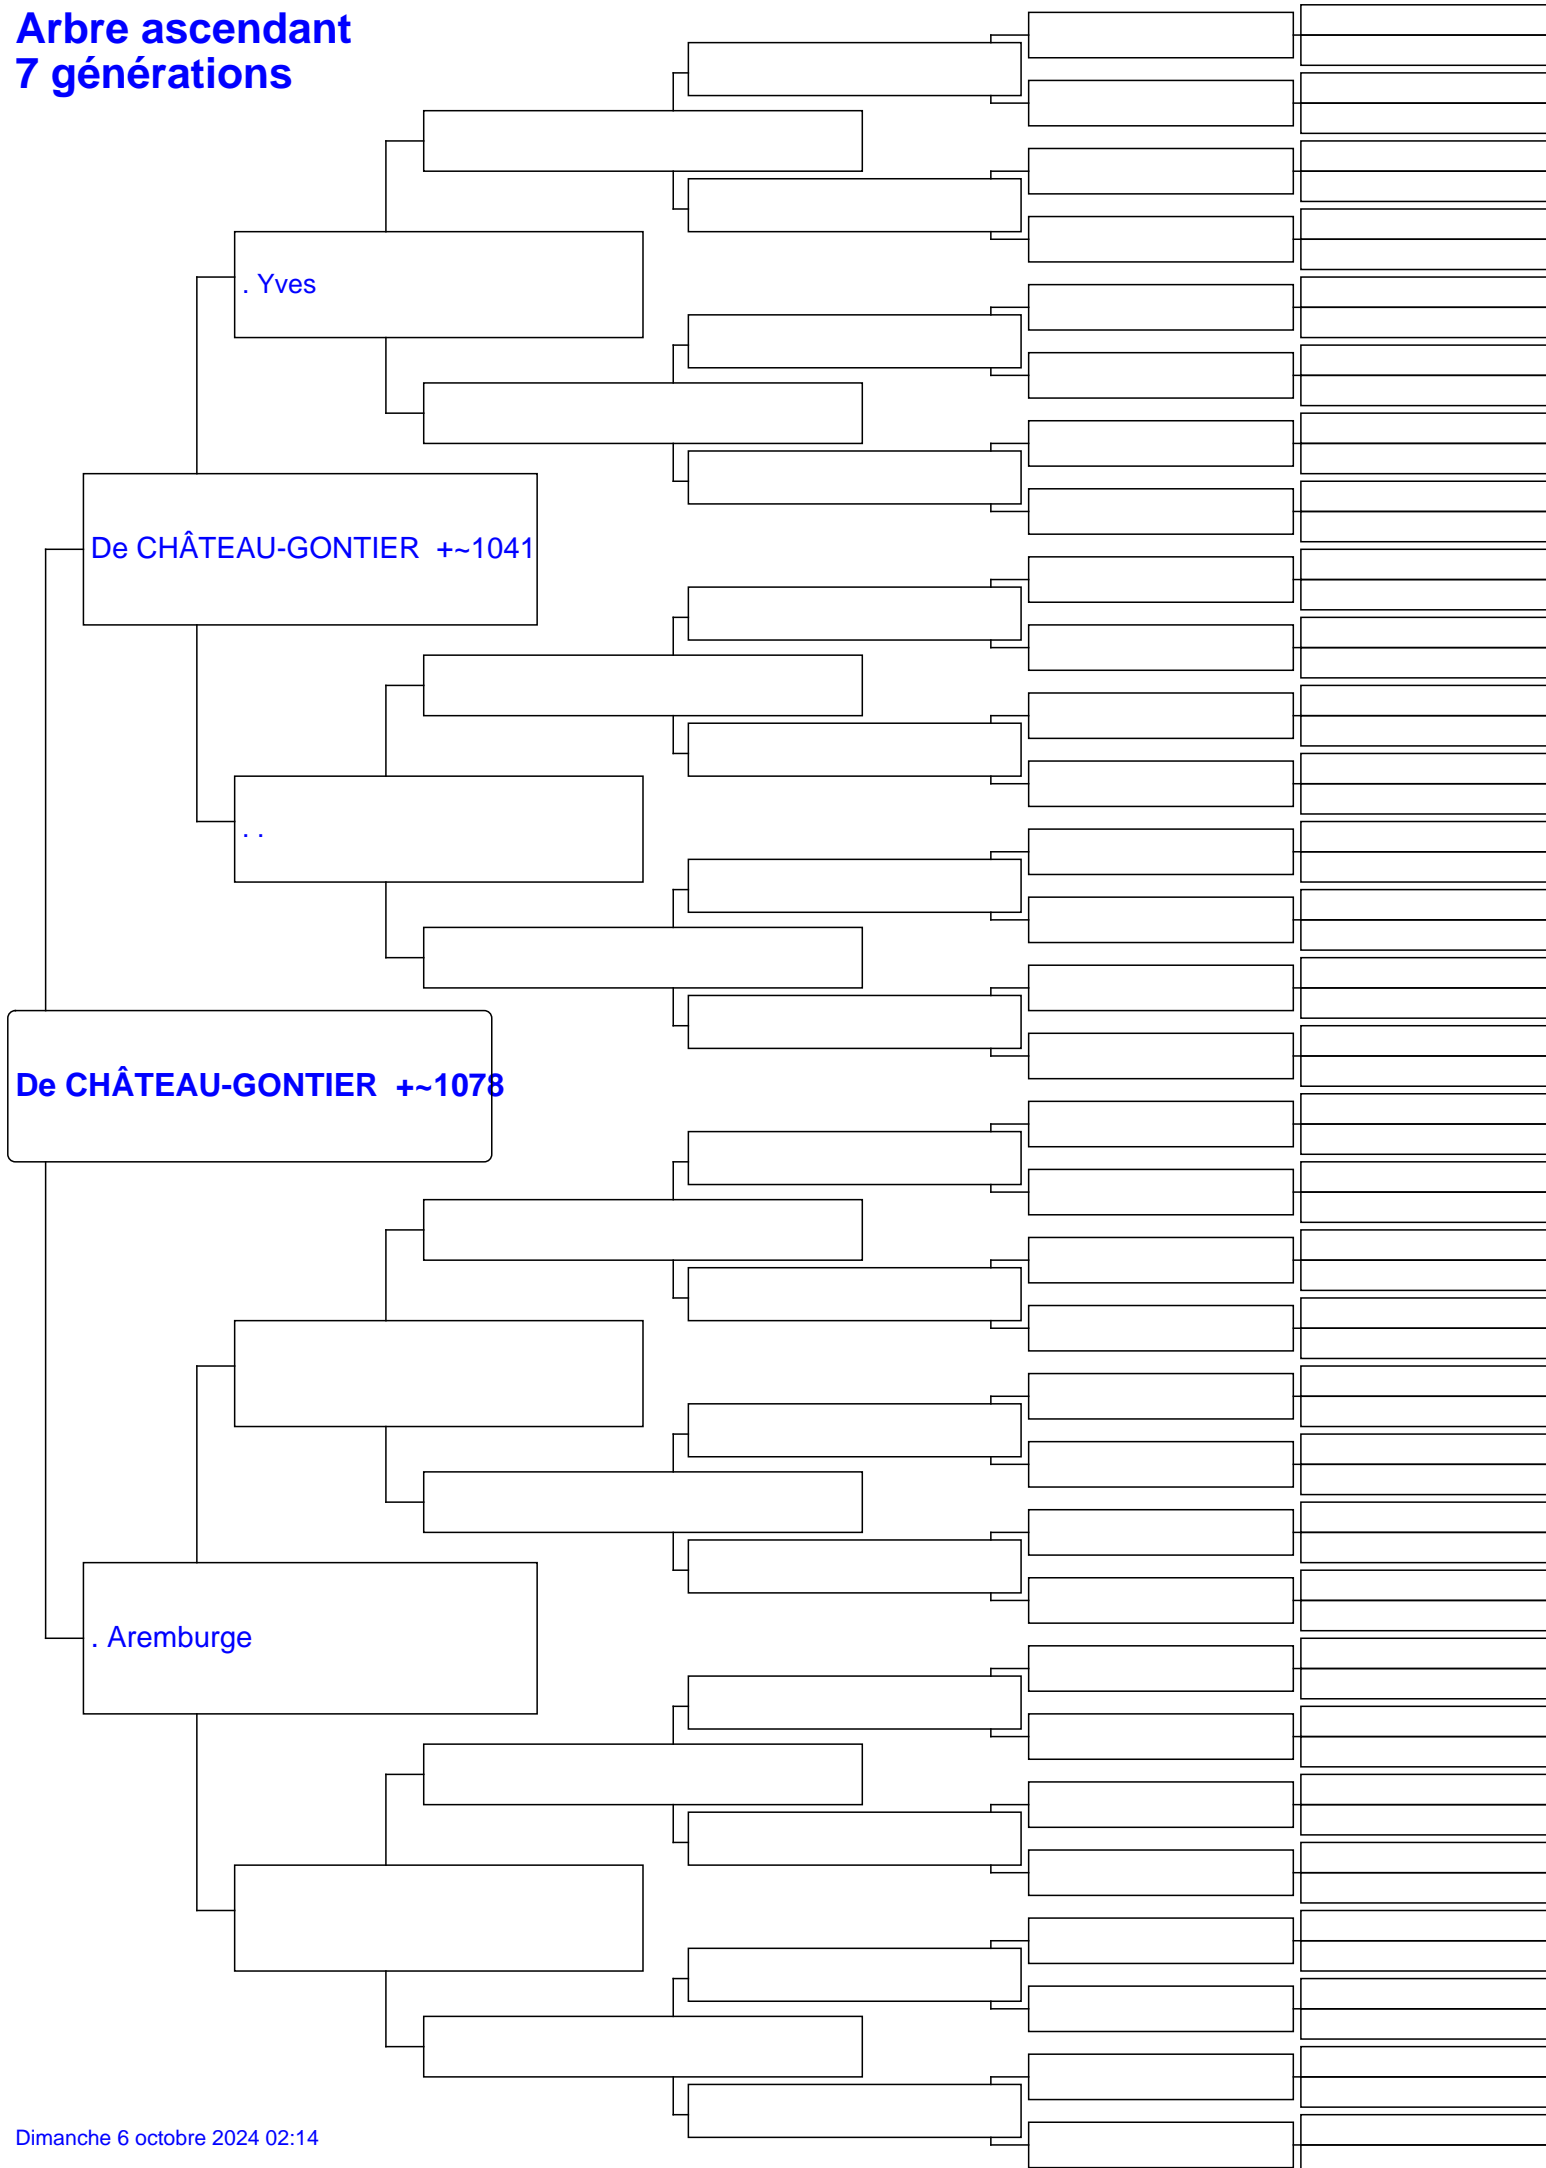 Arbre ascendant
7 générations
. Yves
De CHÂTEAU-GONTIER  +~1041
. .
De CHÂTEAU-GONTIER  +~1078
. Aremburge
Dimanche 6 octobre 2024 02:14